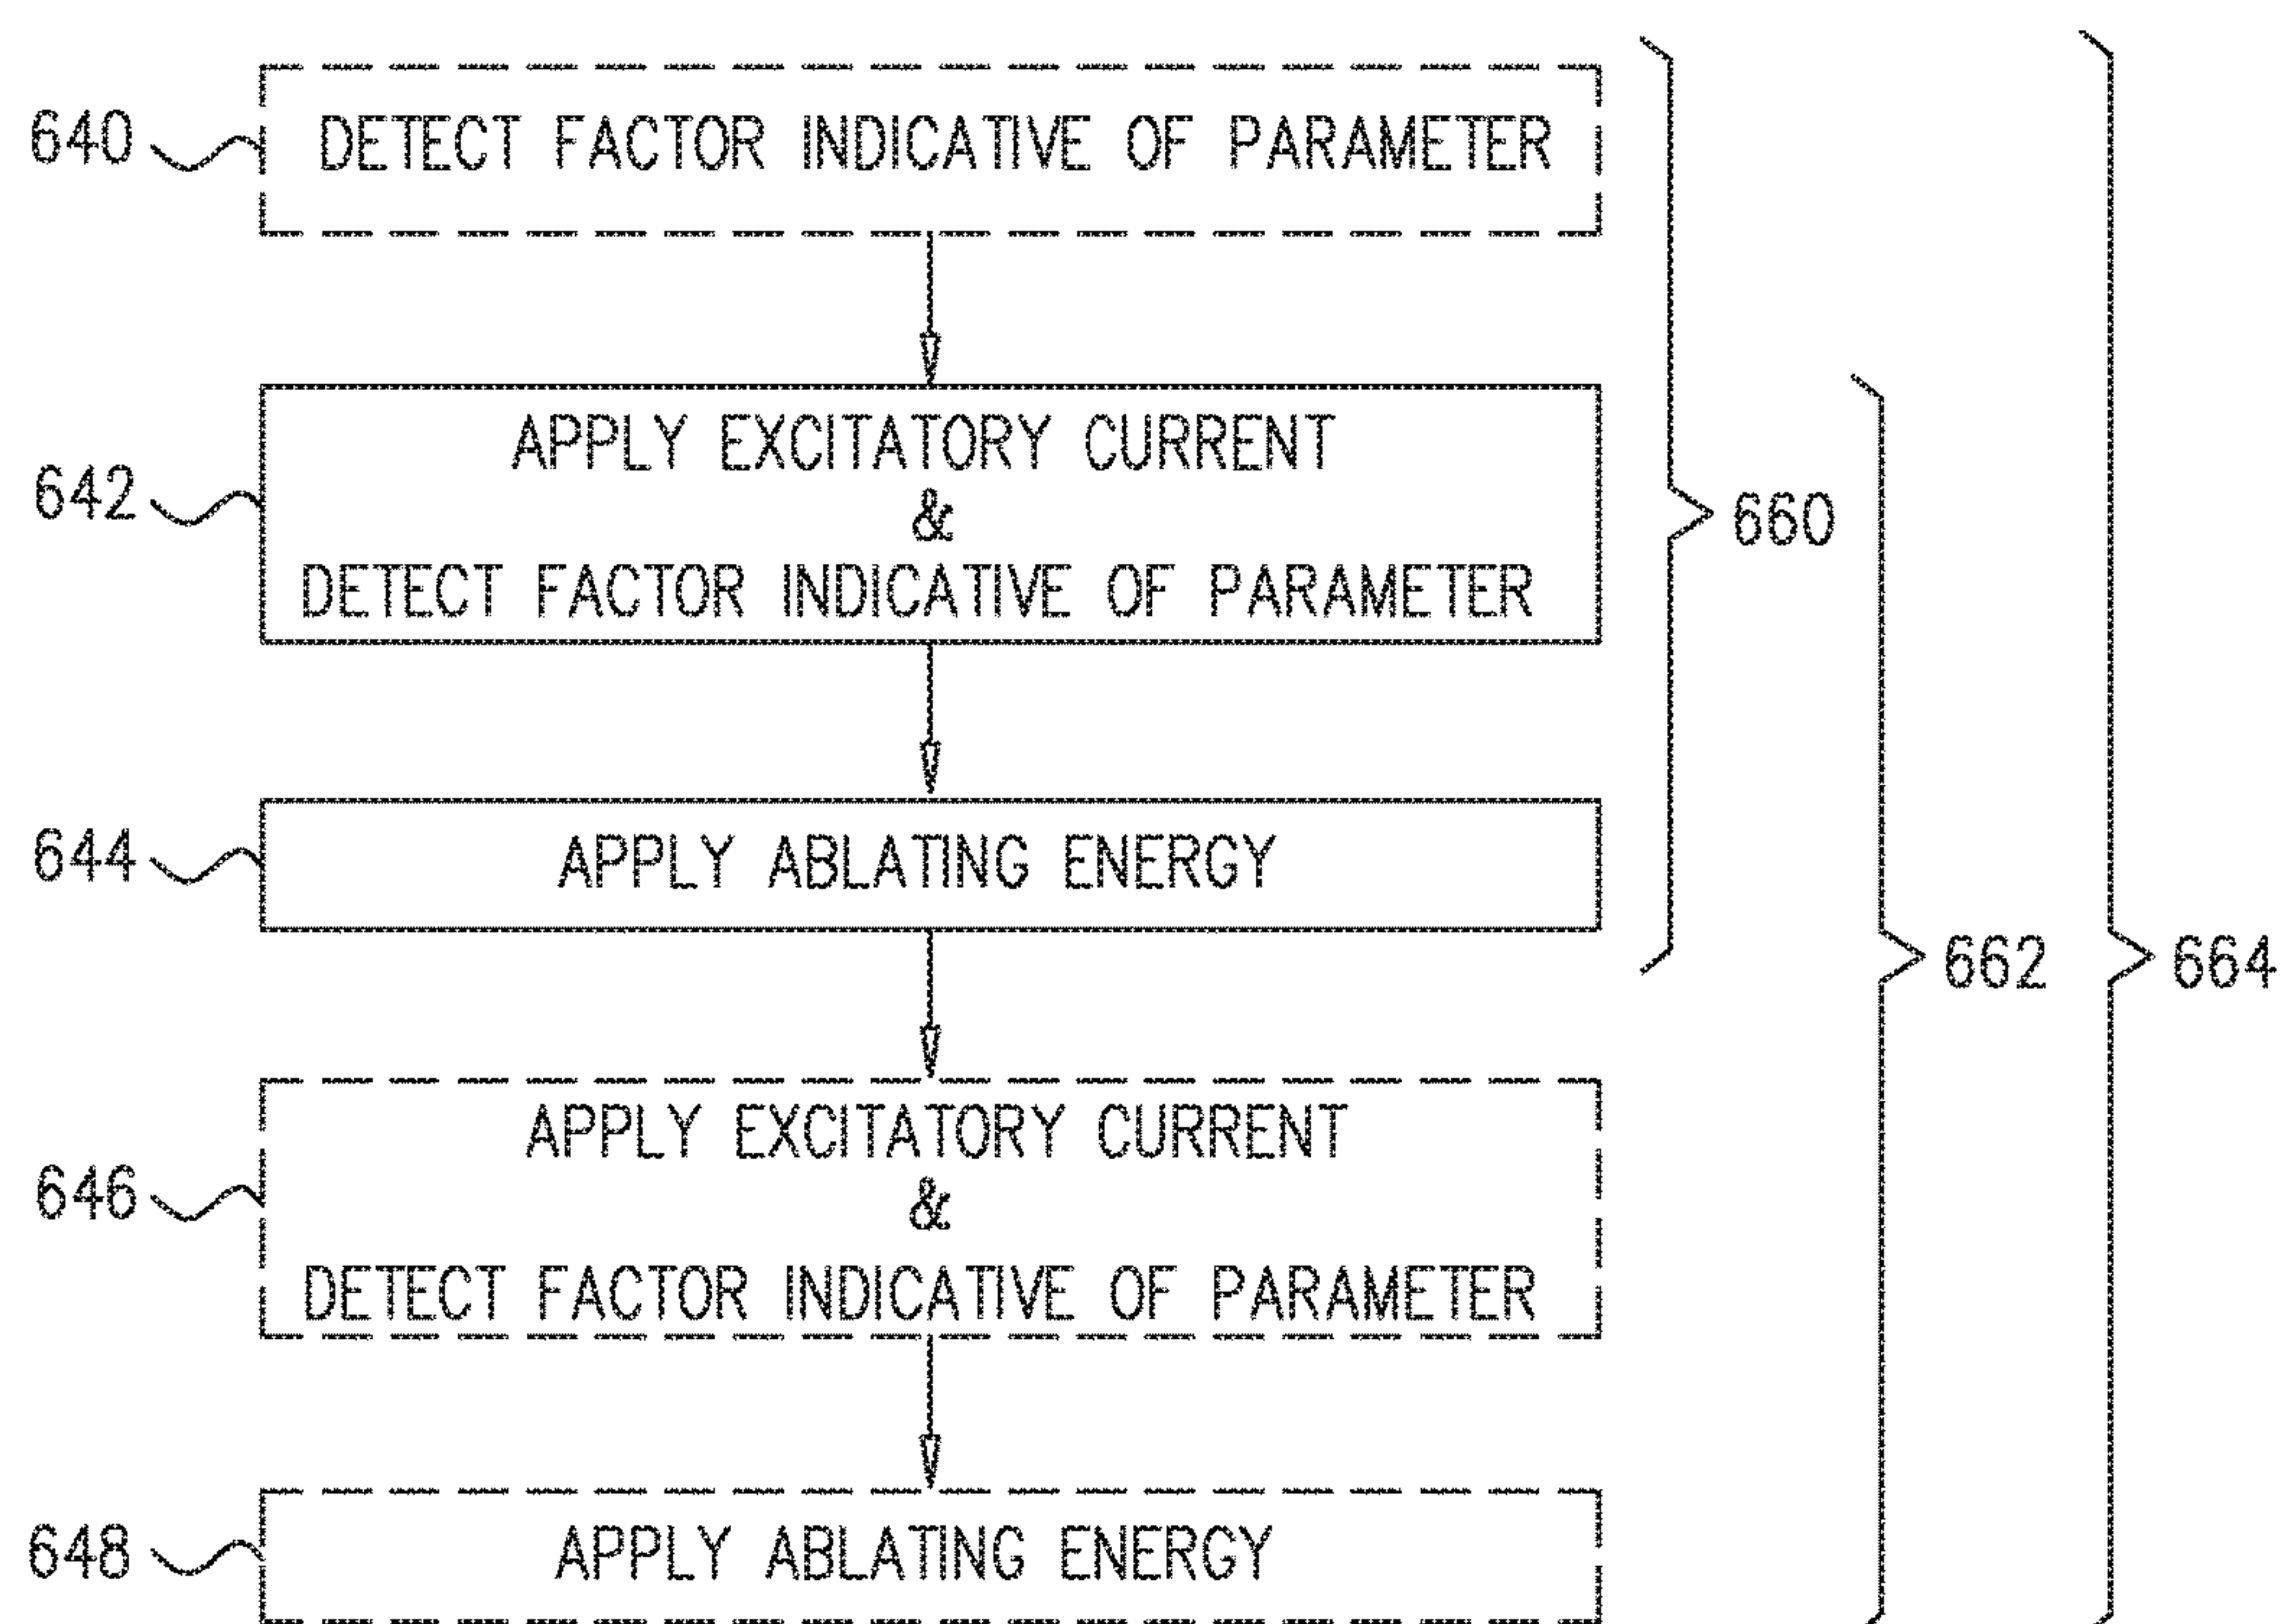 640
DETECT FACTOR INDICATIVE OF PARAMETER
642
APPLY EXCITATORY CURRENT
&
DETECT FACTOR INDICATIVE OF PARAMETER
660
644
APPLY ABLATING ENERGY
662
664
646
APPLY EXCITATORY CURRENT
&
DETECT FACTOR INDICATIVE OF PARAMETER
648
APPLY ABLATING ENERGY